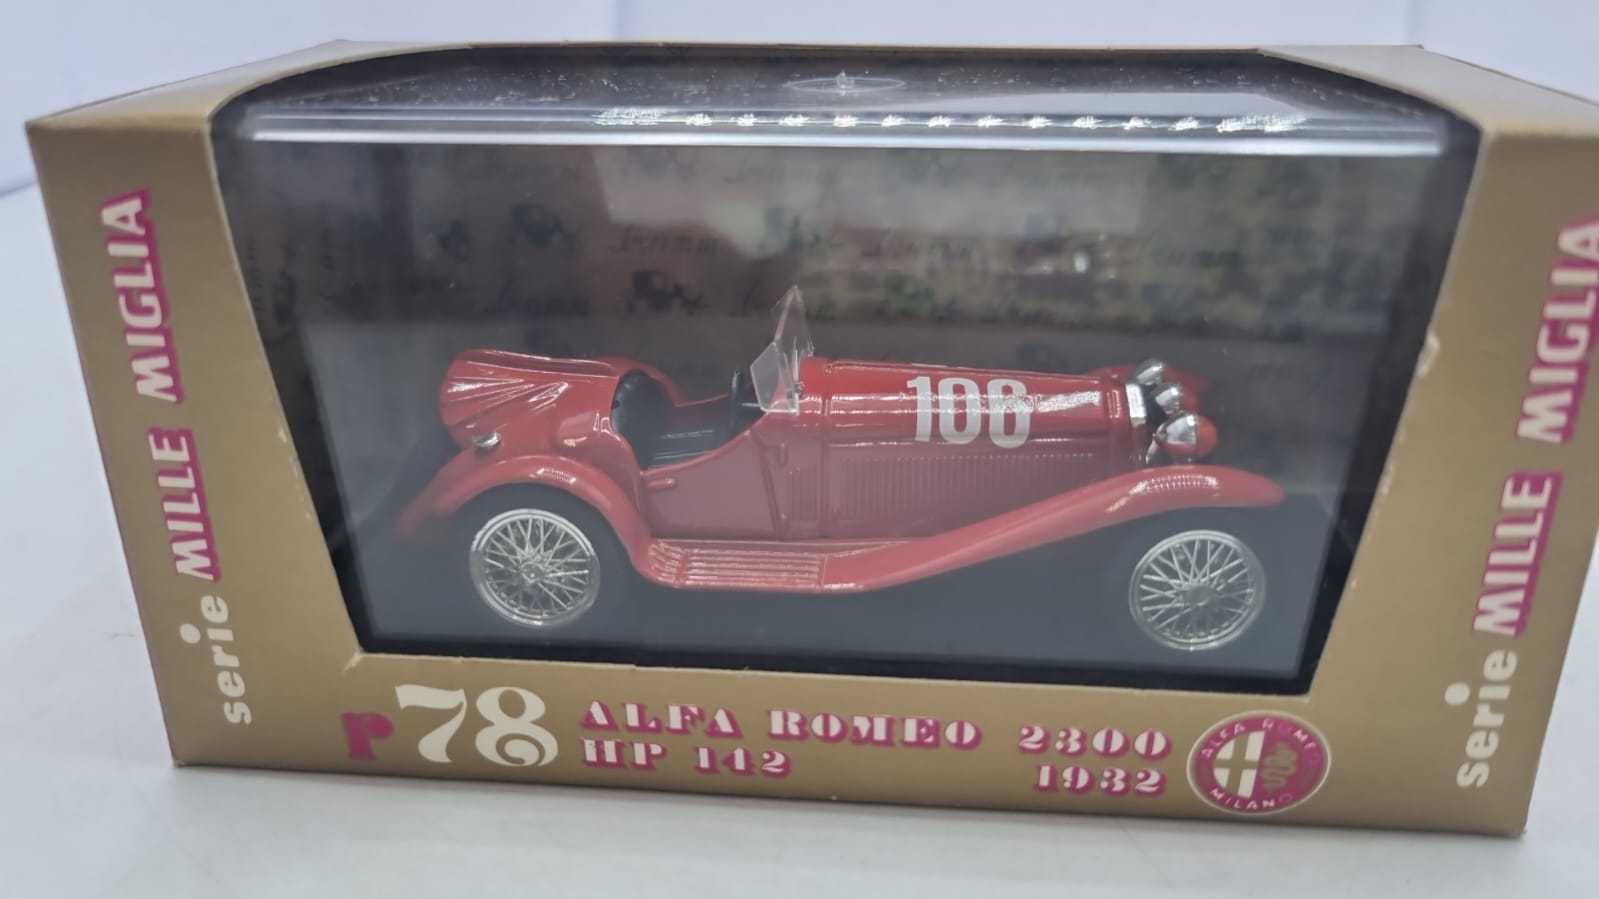 serie MILLE MIGLIA
106
r78
ALFA ROMEO 2300
HP 142 1932
ALFA ROMEO
MILANO
serie MILLE MIGLIA